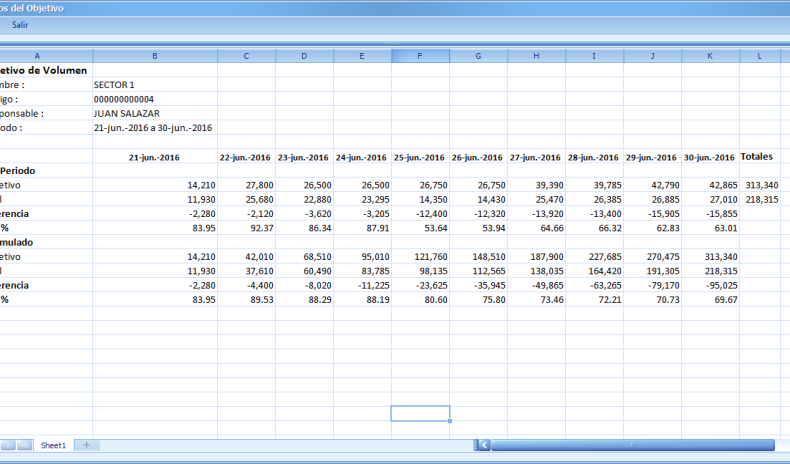 os del Objetivo
Salir
A B C D E F G H I J K L
etivo de Volumen
mbre : SECTOR 1
igo : 000000000004
ponsable : JUAN SALAZAR
odo : 21-jun.-2016 a 30-jun.-2016
21-jun.-2016 22-jun.-2016 23-jun.-2016 24-jun.-2016 25-jun.-2016 26-jun.-2016 27-jun.-2016 28-jun.-2016 29-jun.-2016 30-jun.-2016 Totales
Periodo
etivo 14,210 27,800 26,500 26,500 26,750 26,750 39,390 39,785 42,790 42,865 313,340
l 11,930 25,680 22,880 23,295 14,350 14,430 25,470 26,385 26,885 27,010 218,315
erencia -2,280 -2,120 -3,620 -3,205 -12,400 -12,320 -13,920 -13,400 -15,905 -15,855
% 83.95 92.37 86.34 87.91 53.64 53.94 64.66 66.32 62.83 63.01
mulado
etivo 14,210 42,010 68,510 95,010 121,760 148,510 187,900 227,685 270,475 313,340
l 11,930 37,610 60,490 83,785 98,135 112,565 138,035 164,420 191,305 218,315
erencia -2,280 -4,400 -8,020 -11,225 -23,625 -35,945 -49,865 -63,265 -79,170 -95,025
% 83.95 89.53 88.29 88.19 80.60 75.80 73.46 72.21 70.73 69.67
Sheet1